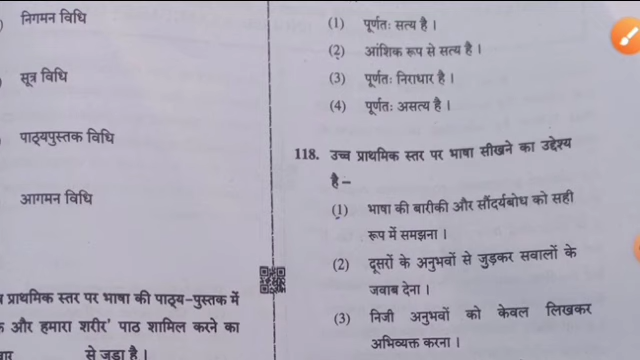 निगमन विधि
सूत्र विधि
पाठ्यपुस्तक विधि
आगमन विधि
प्राथमिक स्तर पर भाषा की पाठ्य-पुस्तक में
और हमारा शरीर' पाठ शामिल करने का
से जुड़ा है ।
(1) पूर्णतः सत्य है ।
(2) आंशिक रूप से सत्य है ।
(3) पूर्णतः निराधार है ।
(4) पूर्णतः असत्य है ।
118. उच्च प्राथमिक स्तर पर भाषा सीखने का उद्देश्य
है –
(1) भाषा की बारीकी और सौंदर्यबोध को सही
रूप में समझना ।
(2) दूसरों के अनुभवों से जुड़कर सवालों के
जवाब देना ।
(3) निजी अनुभवों को केवल लिखकर
अभिव्यक्त करना ।